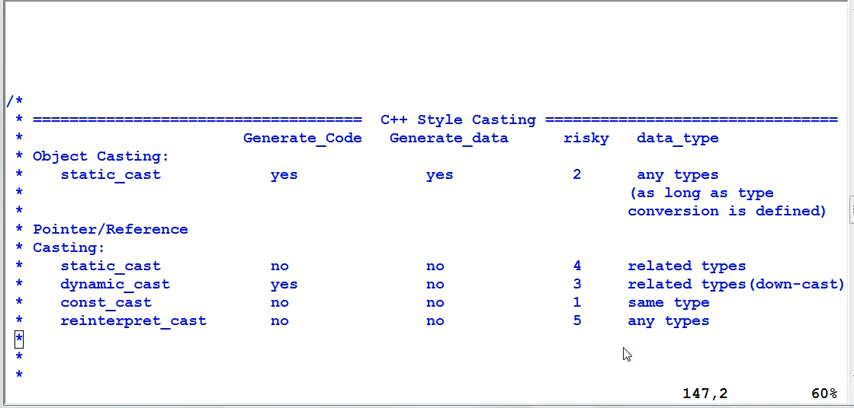 /*
* ==================================== C++ Style Casting ================================
* Generate_Code Generate_data risky data_type
* Object Casting:
* static_cast yes yes 2 any types
* (as long as type
* conversion is defined)
* Pointer/Reference
* Casting:
* static_cast no no 4 related types
* dynamic_cast yes no 3 related types(down-cast)
* const_cast no no 1 same type
* reinterpret_cast no no 5 any types
*
*
*
147,2 60%